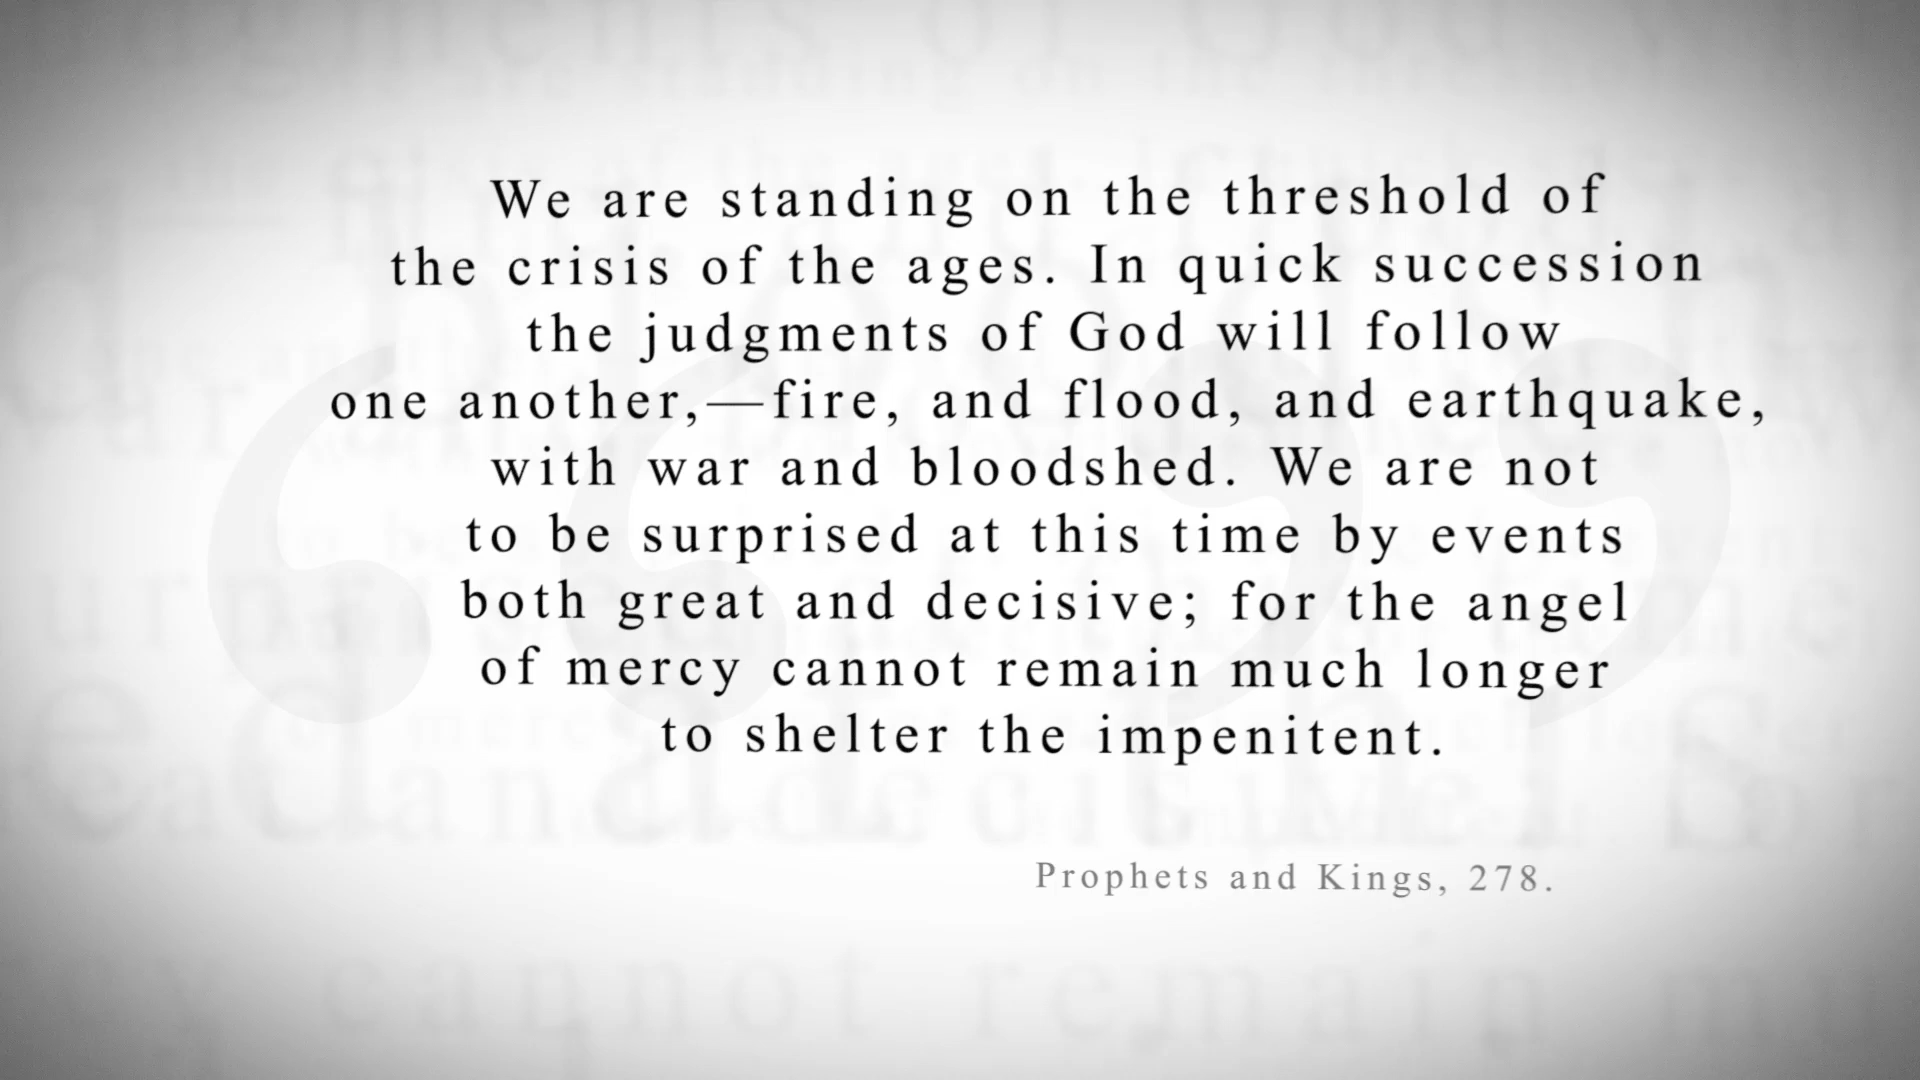 We are standing on the threshold of
the crisis of the ages. In quick succession
the judgments of God will follow
one another,—fire, and flood, and earthquake,
with war and bloodshed. We are not
to be surprised at this time by events
both great and decisive; for the angel
of mercy cannot remain much longer
to shelter the impenitent.
Prophets and Kings, 278.